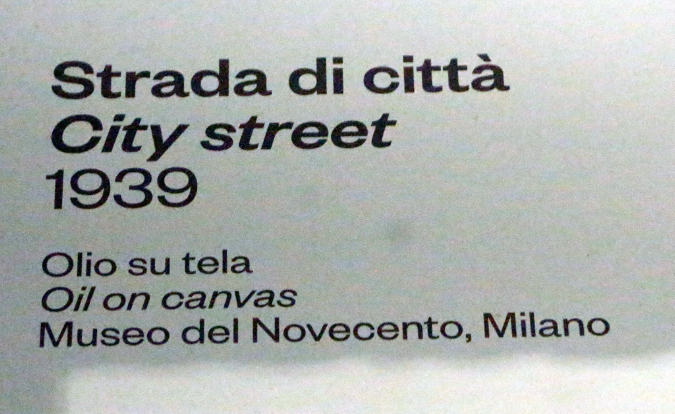 Strada di città
City street
1939
Olio su tela
Oil on canvas
Museo del Novecento, Milano